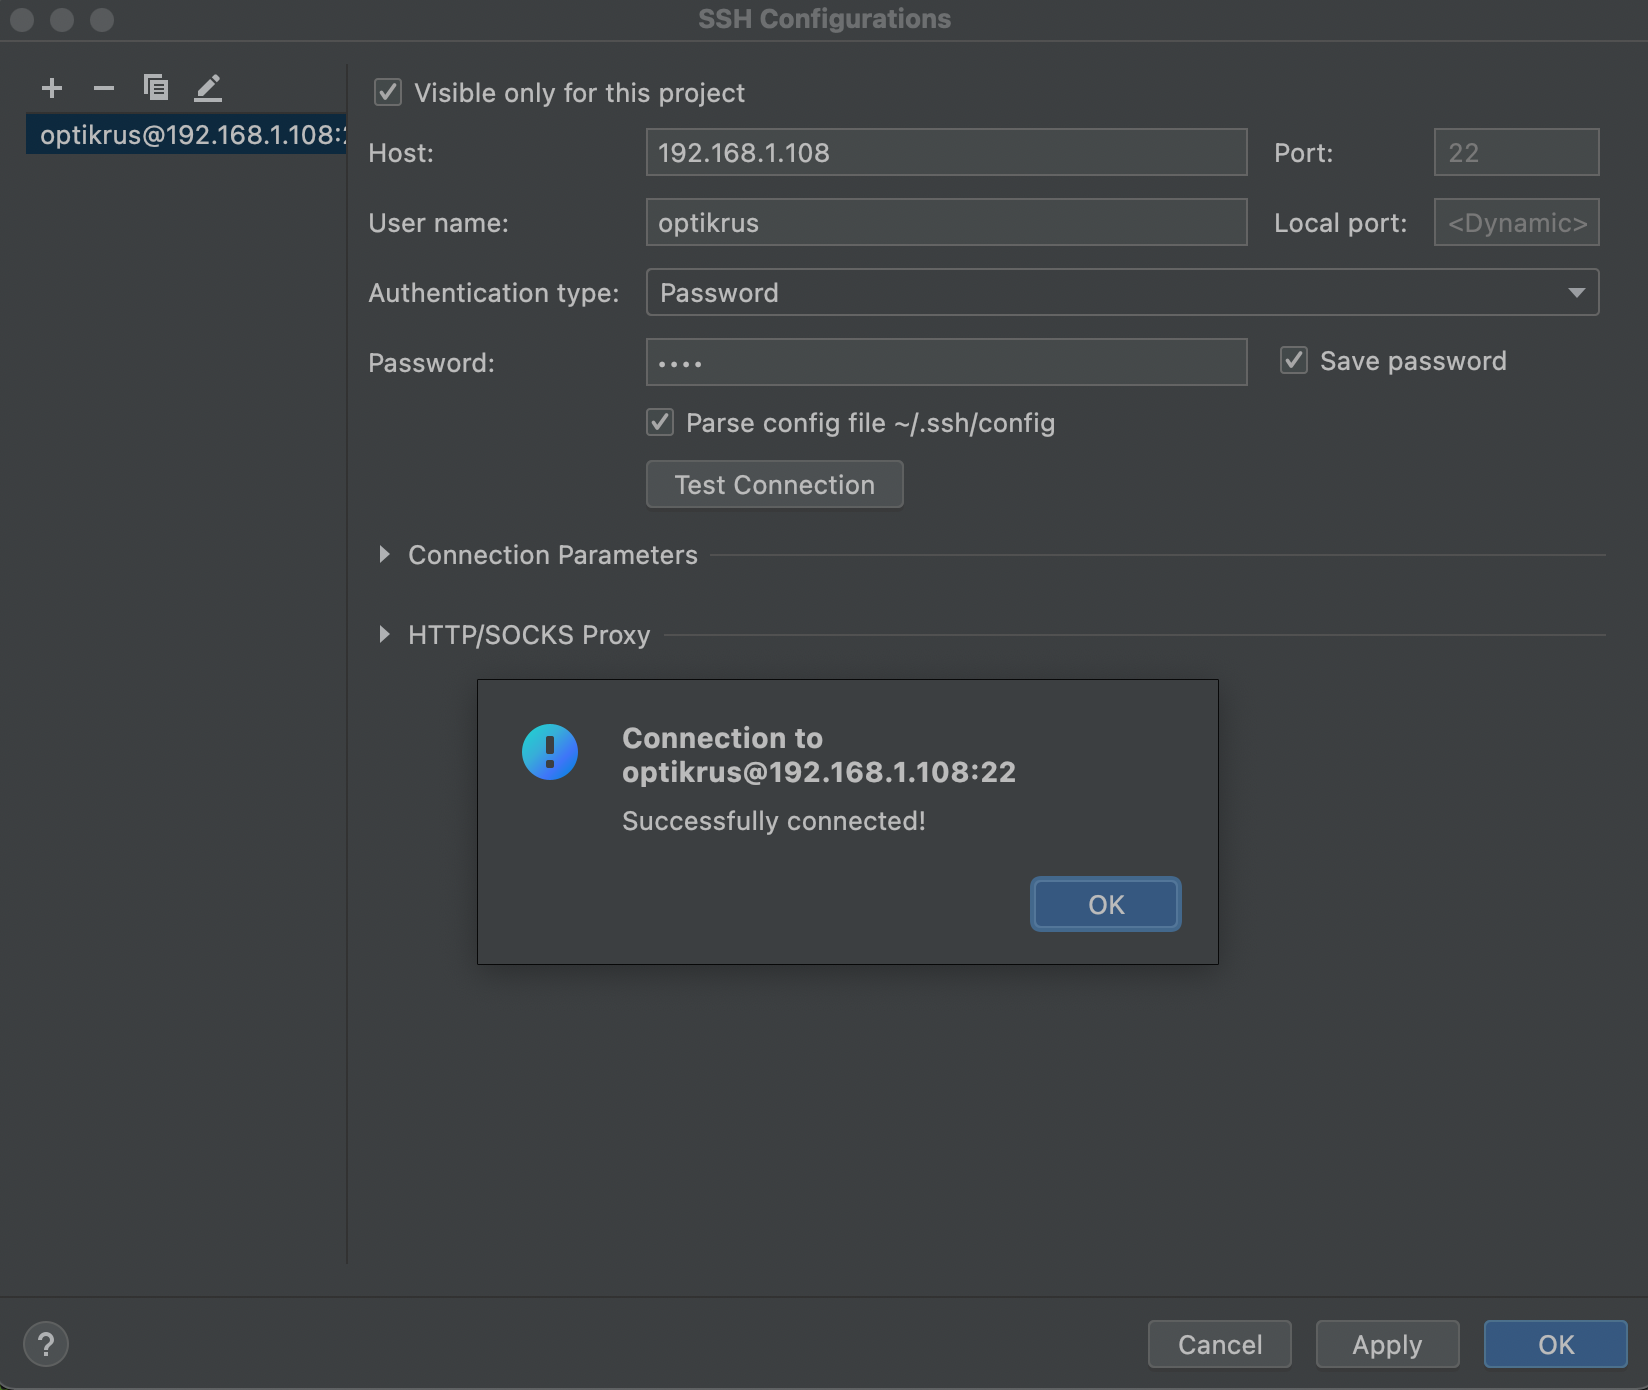 SSH Configurations
optikrus@192.168.1.108:
Visible only for this project
Host:
192.168.1.108
Port:
22
User name:
optikrus
Local port:
<Dynamic>
Authentication type:
Password
Password:
••••
Save password
Parse config file ~/.ssh/config
Test Connection
Connection Parameters
HTTP/SOCKS Proxy
Connection to
optikrus@192.168.1.108:22
Successfully connected!
OK
?
Cancel
Apply
OK